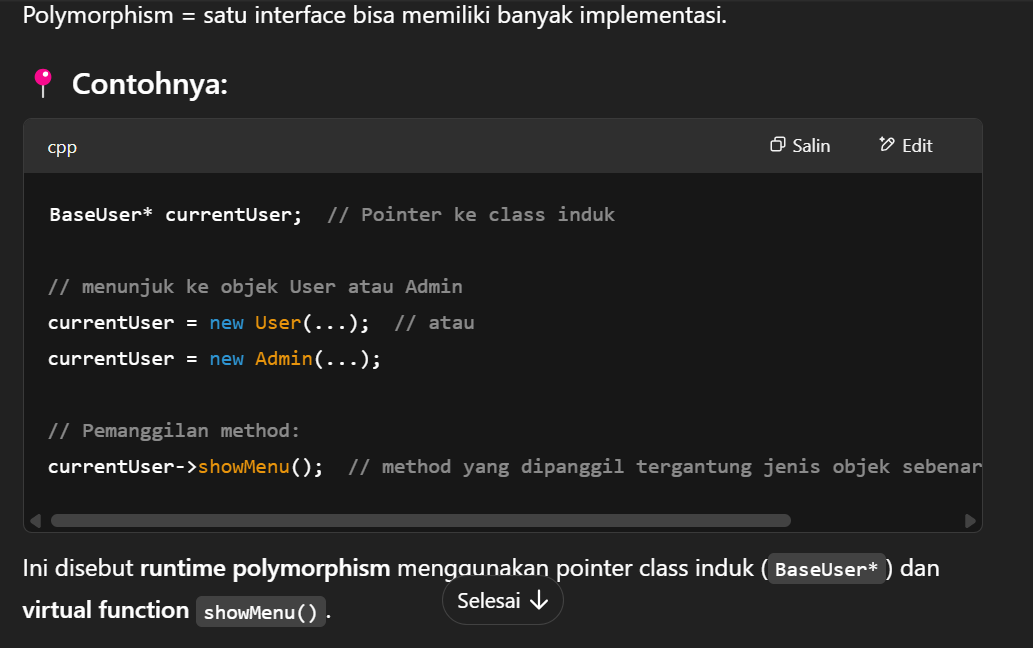 Polymorphism = satu interface bisa memiliki banyak implementasi.
Contohnya:
cpp
Salin
Edit
BaseUser* currentUser;  // Pointer ke class induk
// menunjuk ke objek User atau Admin
currentUser = new User(...);  // atau
currentUser = new Admin(...);
// Pemanggilan method:
currentUser->showMenu();  // method yang dipanggil tergantung jenis objek sebenar
Ini disebut runtime polymorphism menggunakan pointer class induk (BaseUser*) dan
virtual function showMenu().
Selesai